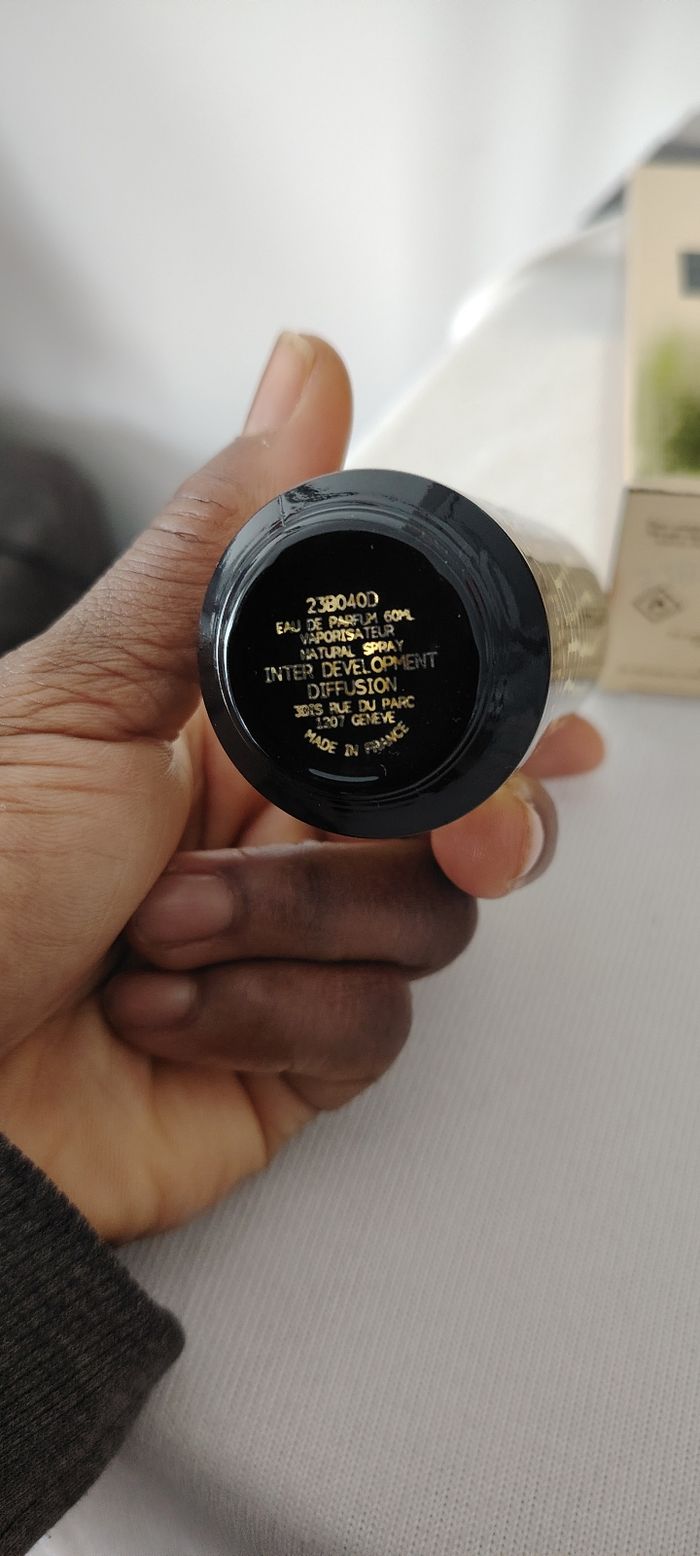 23B040D
EAU DE PARFUM 60ML
VAPORISATEUR
NATURAL SPRAY
INTER DEVELOPMENT
DIFFUSION
3BIS RUE DU PARC
1207 GENEVE
MADE IN FRANCE